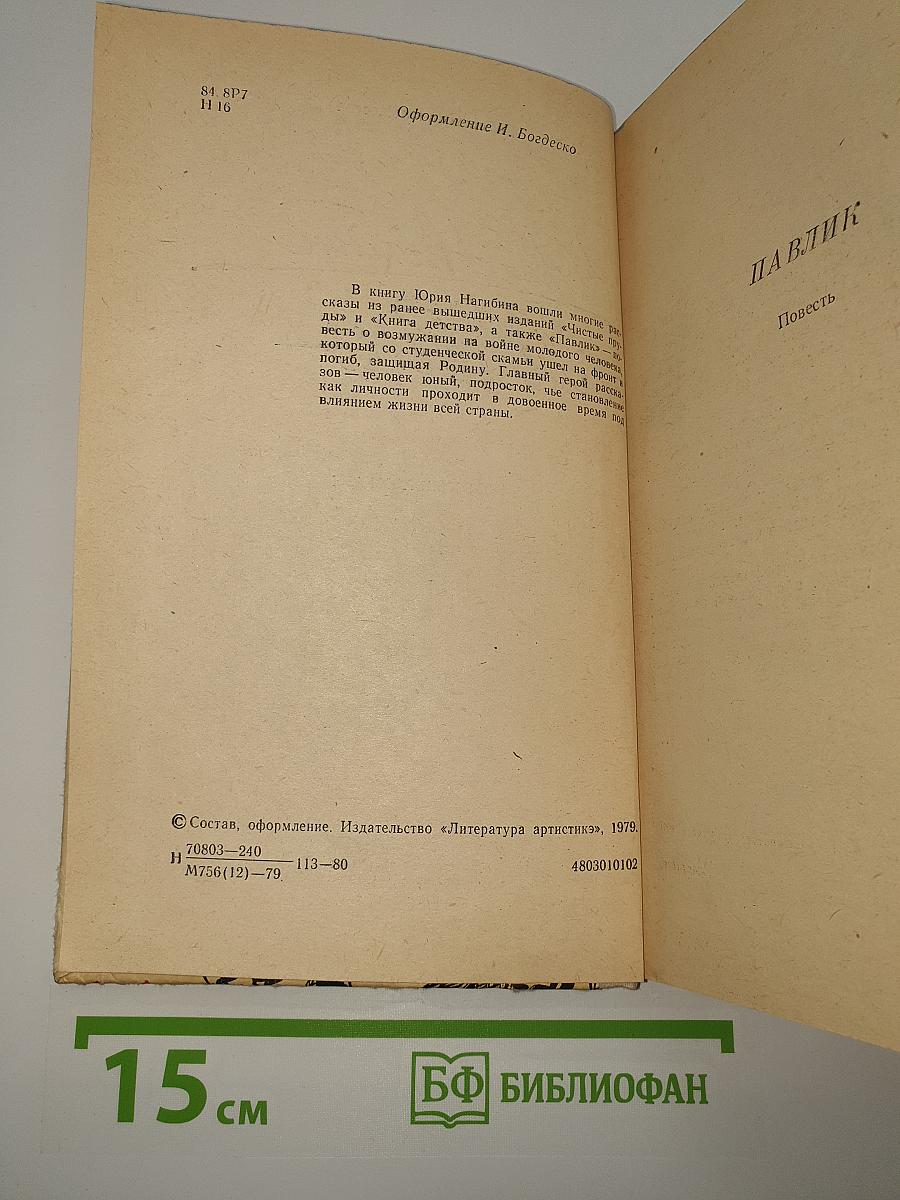 84.8Р7
Н 16
Оформление И. Богдеско
В книгу Юрия Нагибина вошли многие рас-
сказы из ранее вышедших изданий «Чистые пру-
ды» и «Книга детства», а также «Павлик» — по-
весть о возмужании на войне молодого человека,
который со студенческой скамьи ушел на фронт и
погиб, защищая Родину. Главный герой расска-
зов — человек юный, подросток, чье становление
как личности проходит в довоенное время под
влиянием жизни всей страны.
© Состав, оформление. Издательство «Литература артистикэ», 1979.
Н 70803—240
М756(12)—79 113—80 4803010102
ПАВЛИК
Повесть
15 см
БФ БИБЛИОФАН